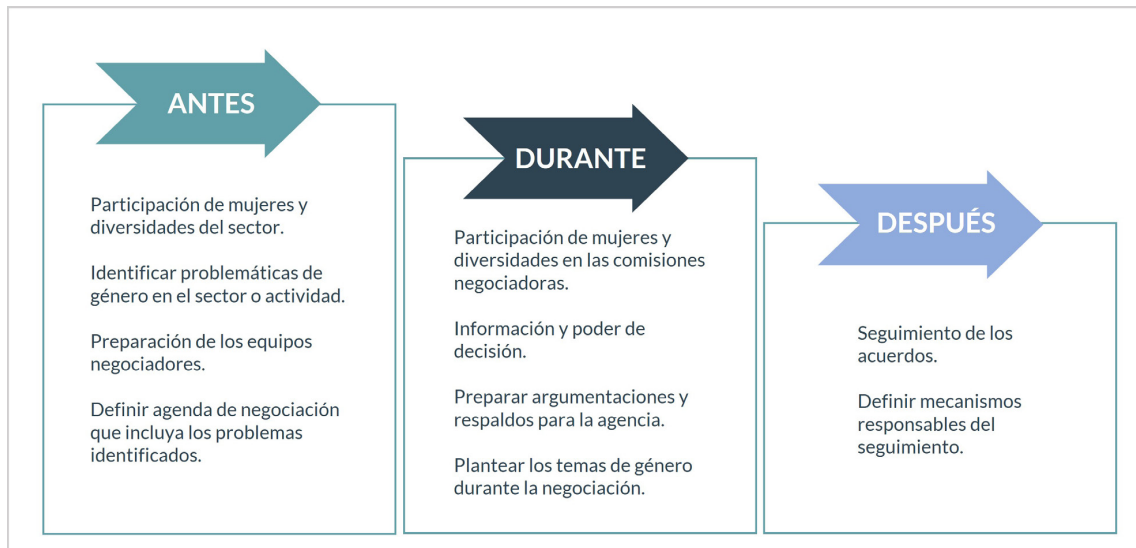 ANTES
Participación de mujeres y
diversidades del sector.
Identificar problemáticas de
género en el sector o actividad.
Preparación de los equipos
negociadores.
Definir agenda de negociación
que incluya los problemas
identificados.
DURANTE
Participación de mujeres y
diversidades en las comisiones
negociadoras.
Información y poder de
decisión.
Preparar argumentaciones y
respaldos para la agencia.
Plantear los temas de género
durante la negociación.
DESPUÉS
Seguimiento de los
acuerdos.
Definir mecanismos
responsables del
seguimiento.